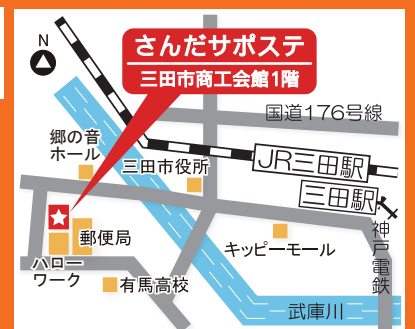 さんだサポステ
三田市商工会館1階
N
国道176号線
郷の音
ホール
三田市役所
JR三田駅
三田駅
神戸電鉄
郵便局
キッピーモール
ハロー
ワーク
有馬高校
武庫川